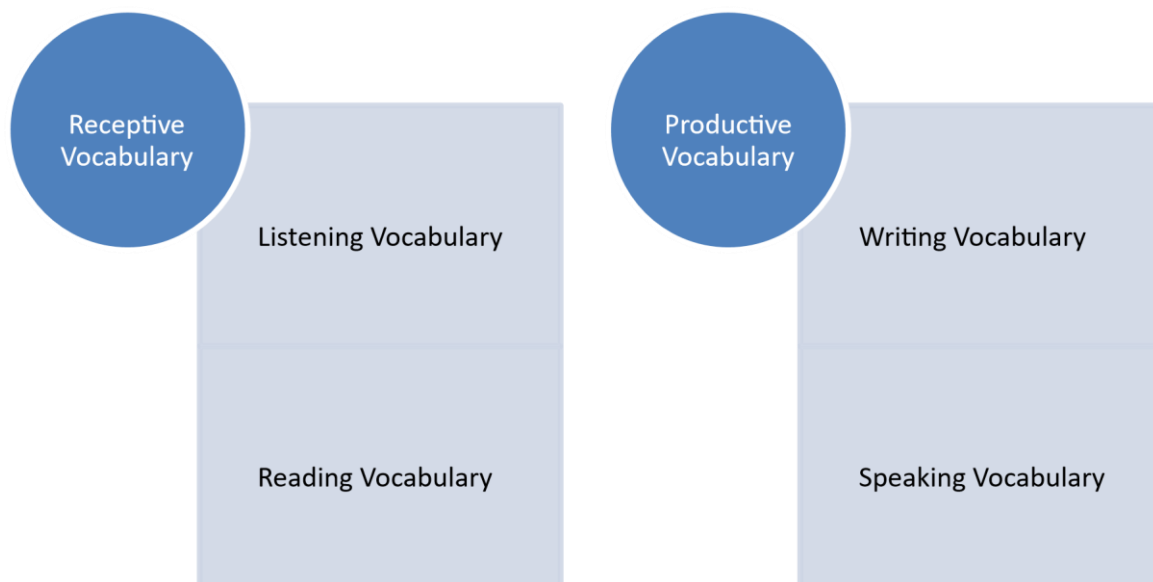 Receptive
Vocabulary
Listening Vocabulary
Reading Vocabulary
Productive
Vocabulary
Writing Vocabulary
Speaking Vocabulary